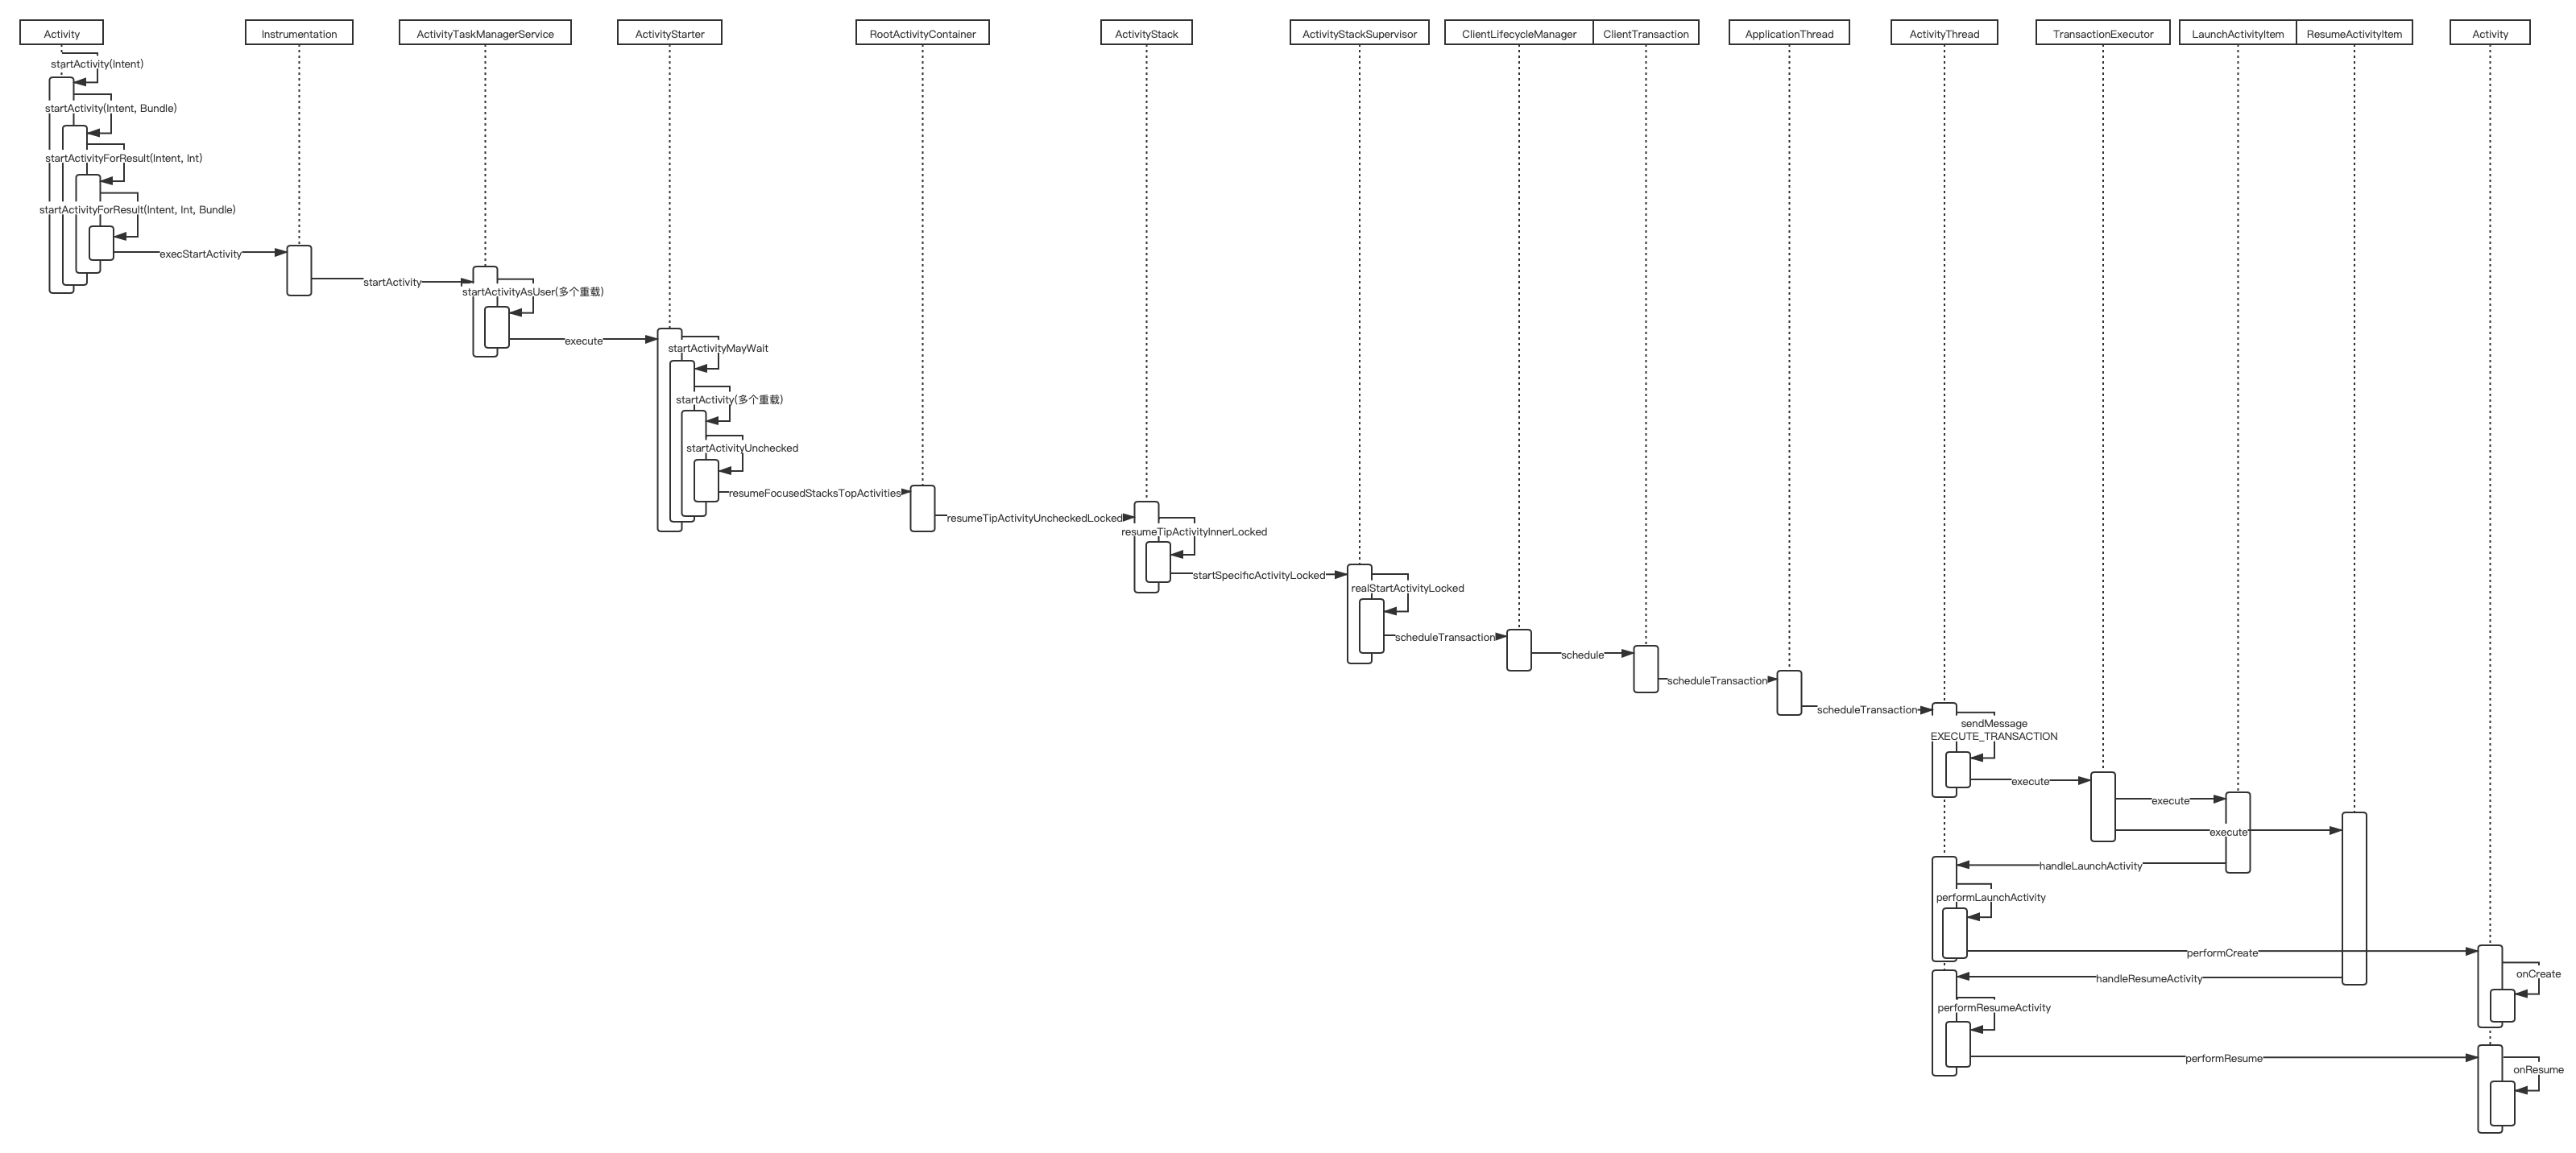 Activity
Instrumentation
ActivityTaskManagerService
ActivityStarter
RootActivityContainer
ActivityStack
ActivityStackSupervisor
ClientLifecycleManager
ClientTransaction
ApplicationThread
ActivityThread
TransactionExecutor
LaunchActivityItem
ResumeActivityItem
Activity
startActivity(Intent)
startActivity(Intent, Bundle)
startActivityForResult(Intent, Int)
startActivityForResult(Intent, Int, Bundle)
execStartActivity
startActivity
startActivityAsUser(多个重载)
execute
startActivityMayWait
startActivity(多个重载)
startActivityUnchecked
resumeFocusedStacksTopActivities
resumeTipActivityUncheckedLocked
resumeTipActivityInnerLocked
startSpecificActivityLocked
realStartActivityLocked
scheduleTransaction
schedule
scheduleTransaction
scheduleTransaction
sendMessage
EXECUTE_TRANSACTION
execute
execute
execute
handleLaunchActivity
performLaunchActivity
performCreate
onCreate
handleResumeActivity
performResumeActivity
performResume
onResume